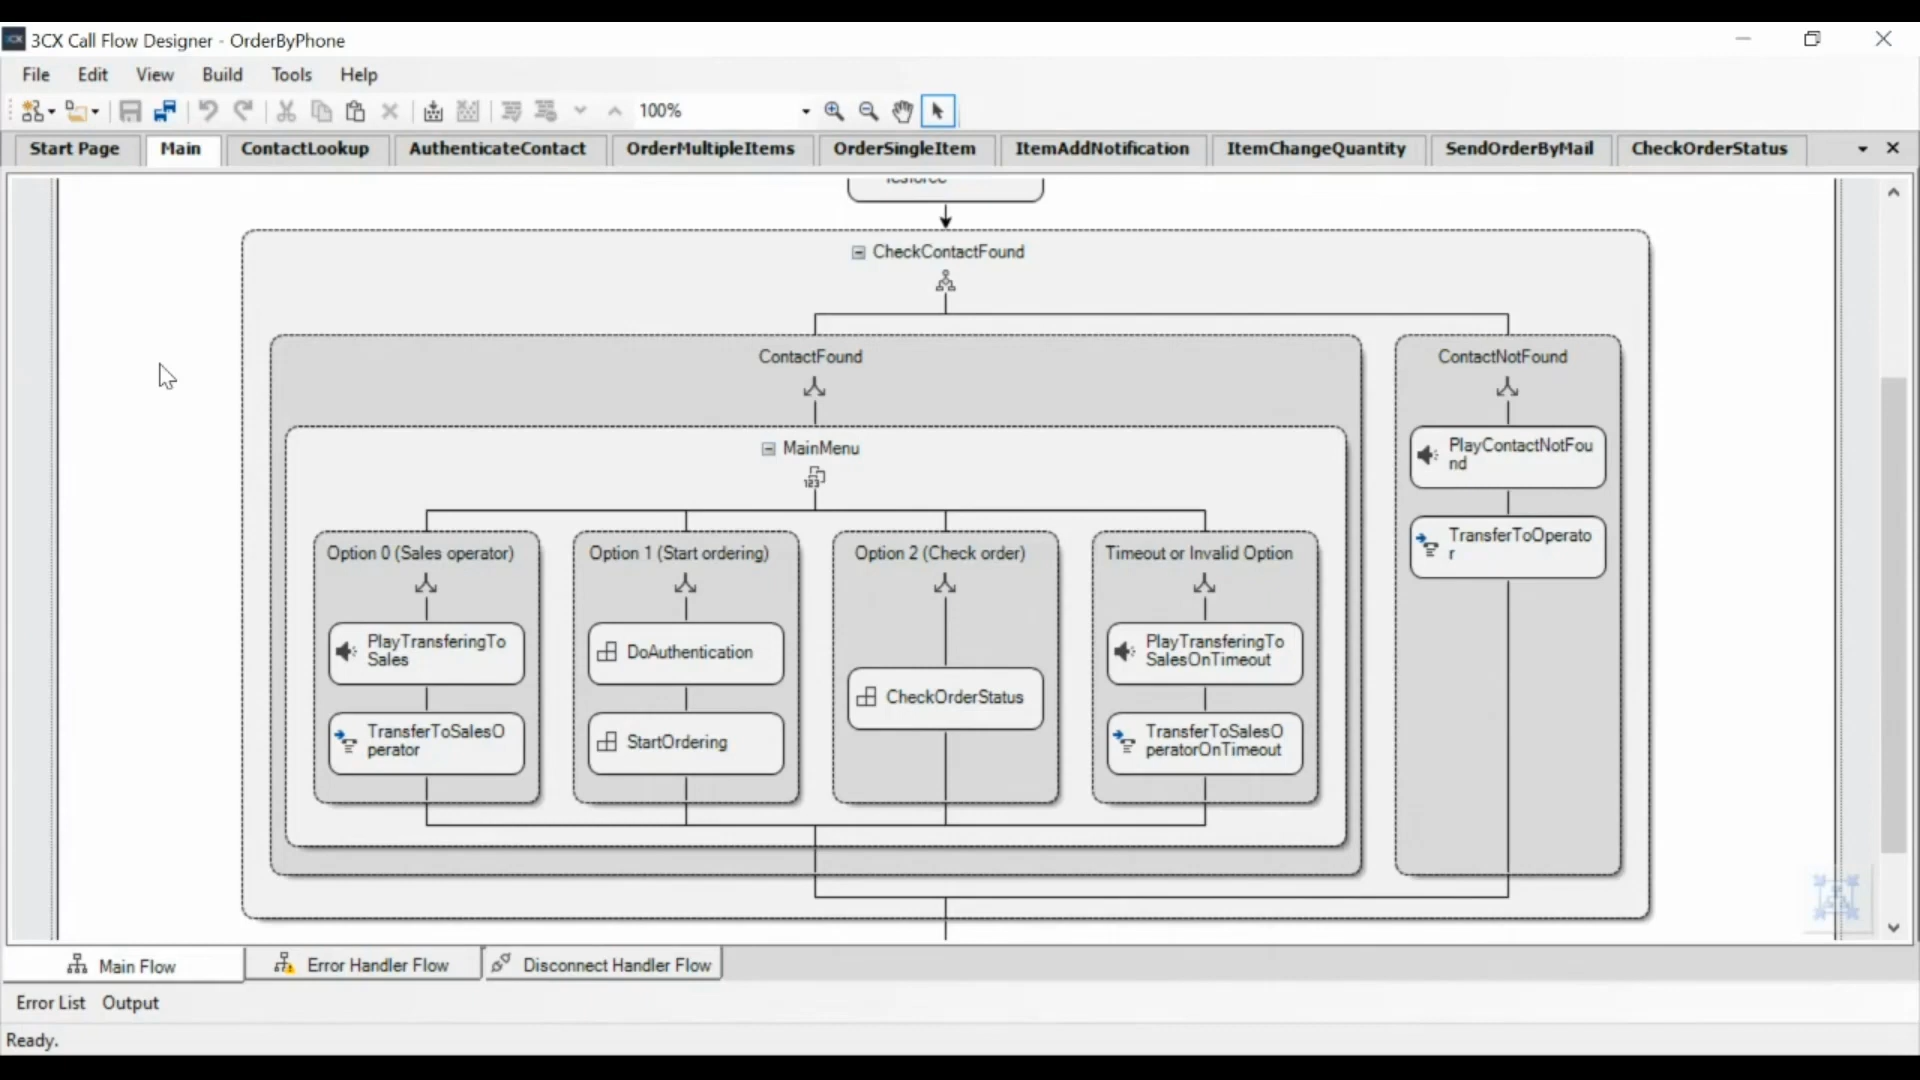 3CX Call Flow Designer - OrderByPhone
File Edit View Build Tools Help
100%
Start Page Main ContactLookup AuthenticateContact OrderMultipleItems OrderSingleItem ItemAddNotification ItemChangeQuantity SendOrderByMail CheckOrderStatus
CheckContactFound
ContactFound
ContactNotFound
MainMenu
123
PlayContactNotFou
nd
TransferToOperato
r
Option 0 (Sales operator)
Option 1 (Start ordering)
Option 2 (Check order)
Timeout or Invalid Option
PlayTransferingTo
Sales
DoAuthentication
CheckOrderStatus
PlayTransferingTo
SalesOnTimeout
TransferToSalesO
perator
StartOrdering
TransferToSalesO
peratorOnTimeout
Main Flow Error Handler Flow Disconnect Handler Flow
Error List Output
Ready.